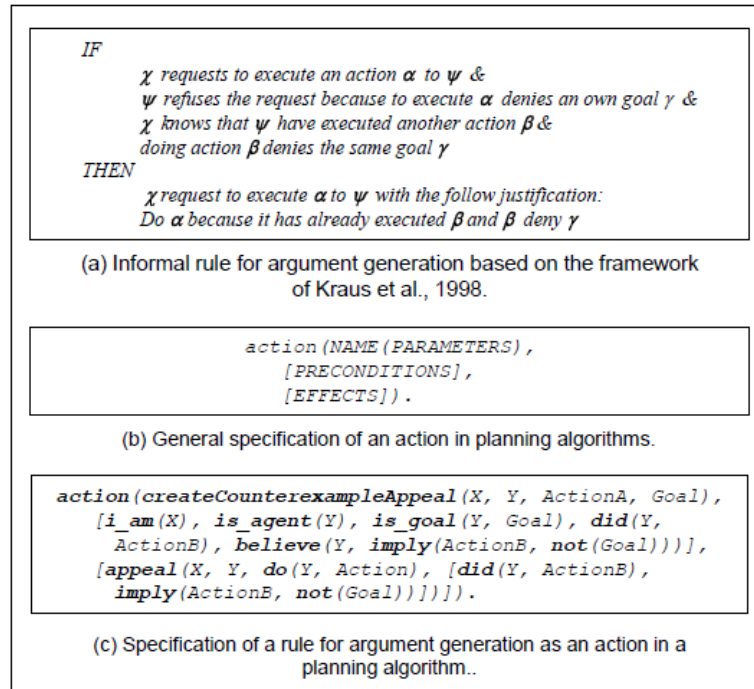 IF
χ requests to execute an action α to ψ &
ψ refuses the request because to execute α denies an own goal γ &
χ knows that ψ have executed another action β &
doing action β denies the same goal γ
THEN
χ request to execute α to ψ with the follow justification:
Do α because it has already executed β and β deny γ
(a) Informal rule for argument generation based on the framework
of Kraus et al., 1998.
action(NAME(PARAMETERS),
[PRECONDITIONS],
[EFFECTS]).
(b) General specification of an action in planning algorithms.
action(createCounterexampleAppeal(X, Y, ActionA, Goal),
[i_am(X), is_agent(Y), is_goal(Y, Goal), did(Y,
ActionB), believe(Y, imply(ActionB, not(Goal)))],
[appeal(X, Y, do(Y, Action), [did(Y, ActionB),
imply(ActionB, not(Goal))])]).
(c) Specification of a rule for argument generation as an action in a
planning algorithm..